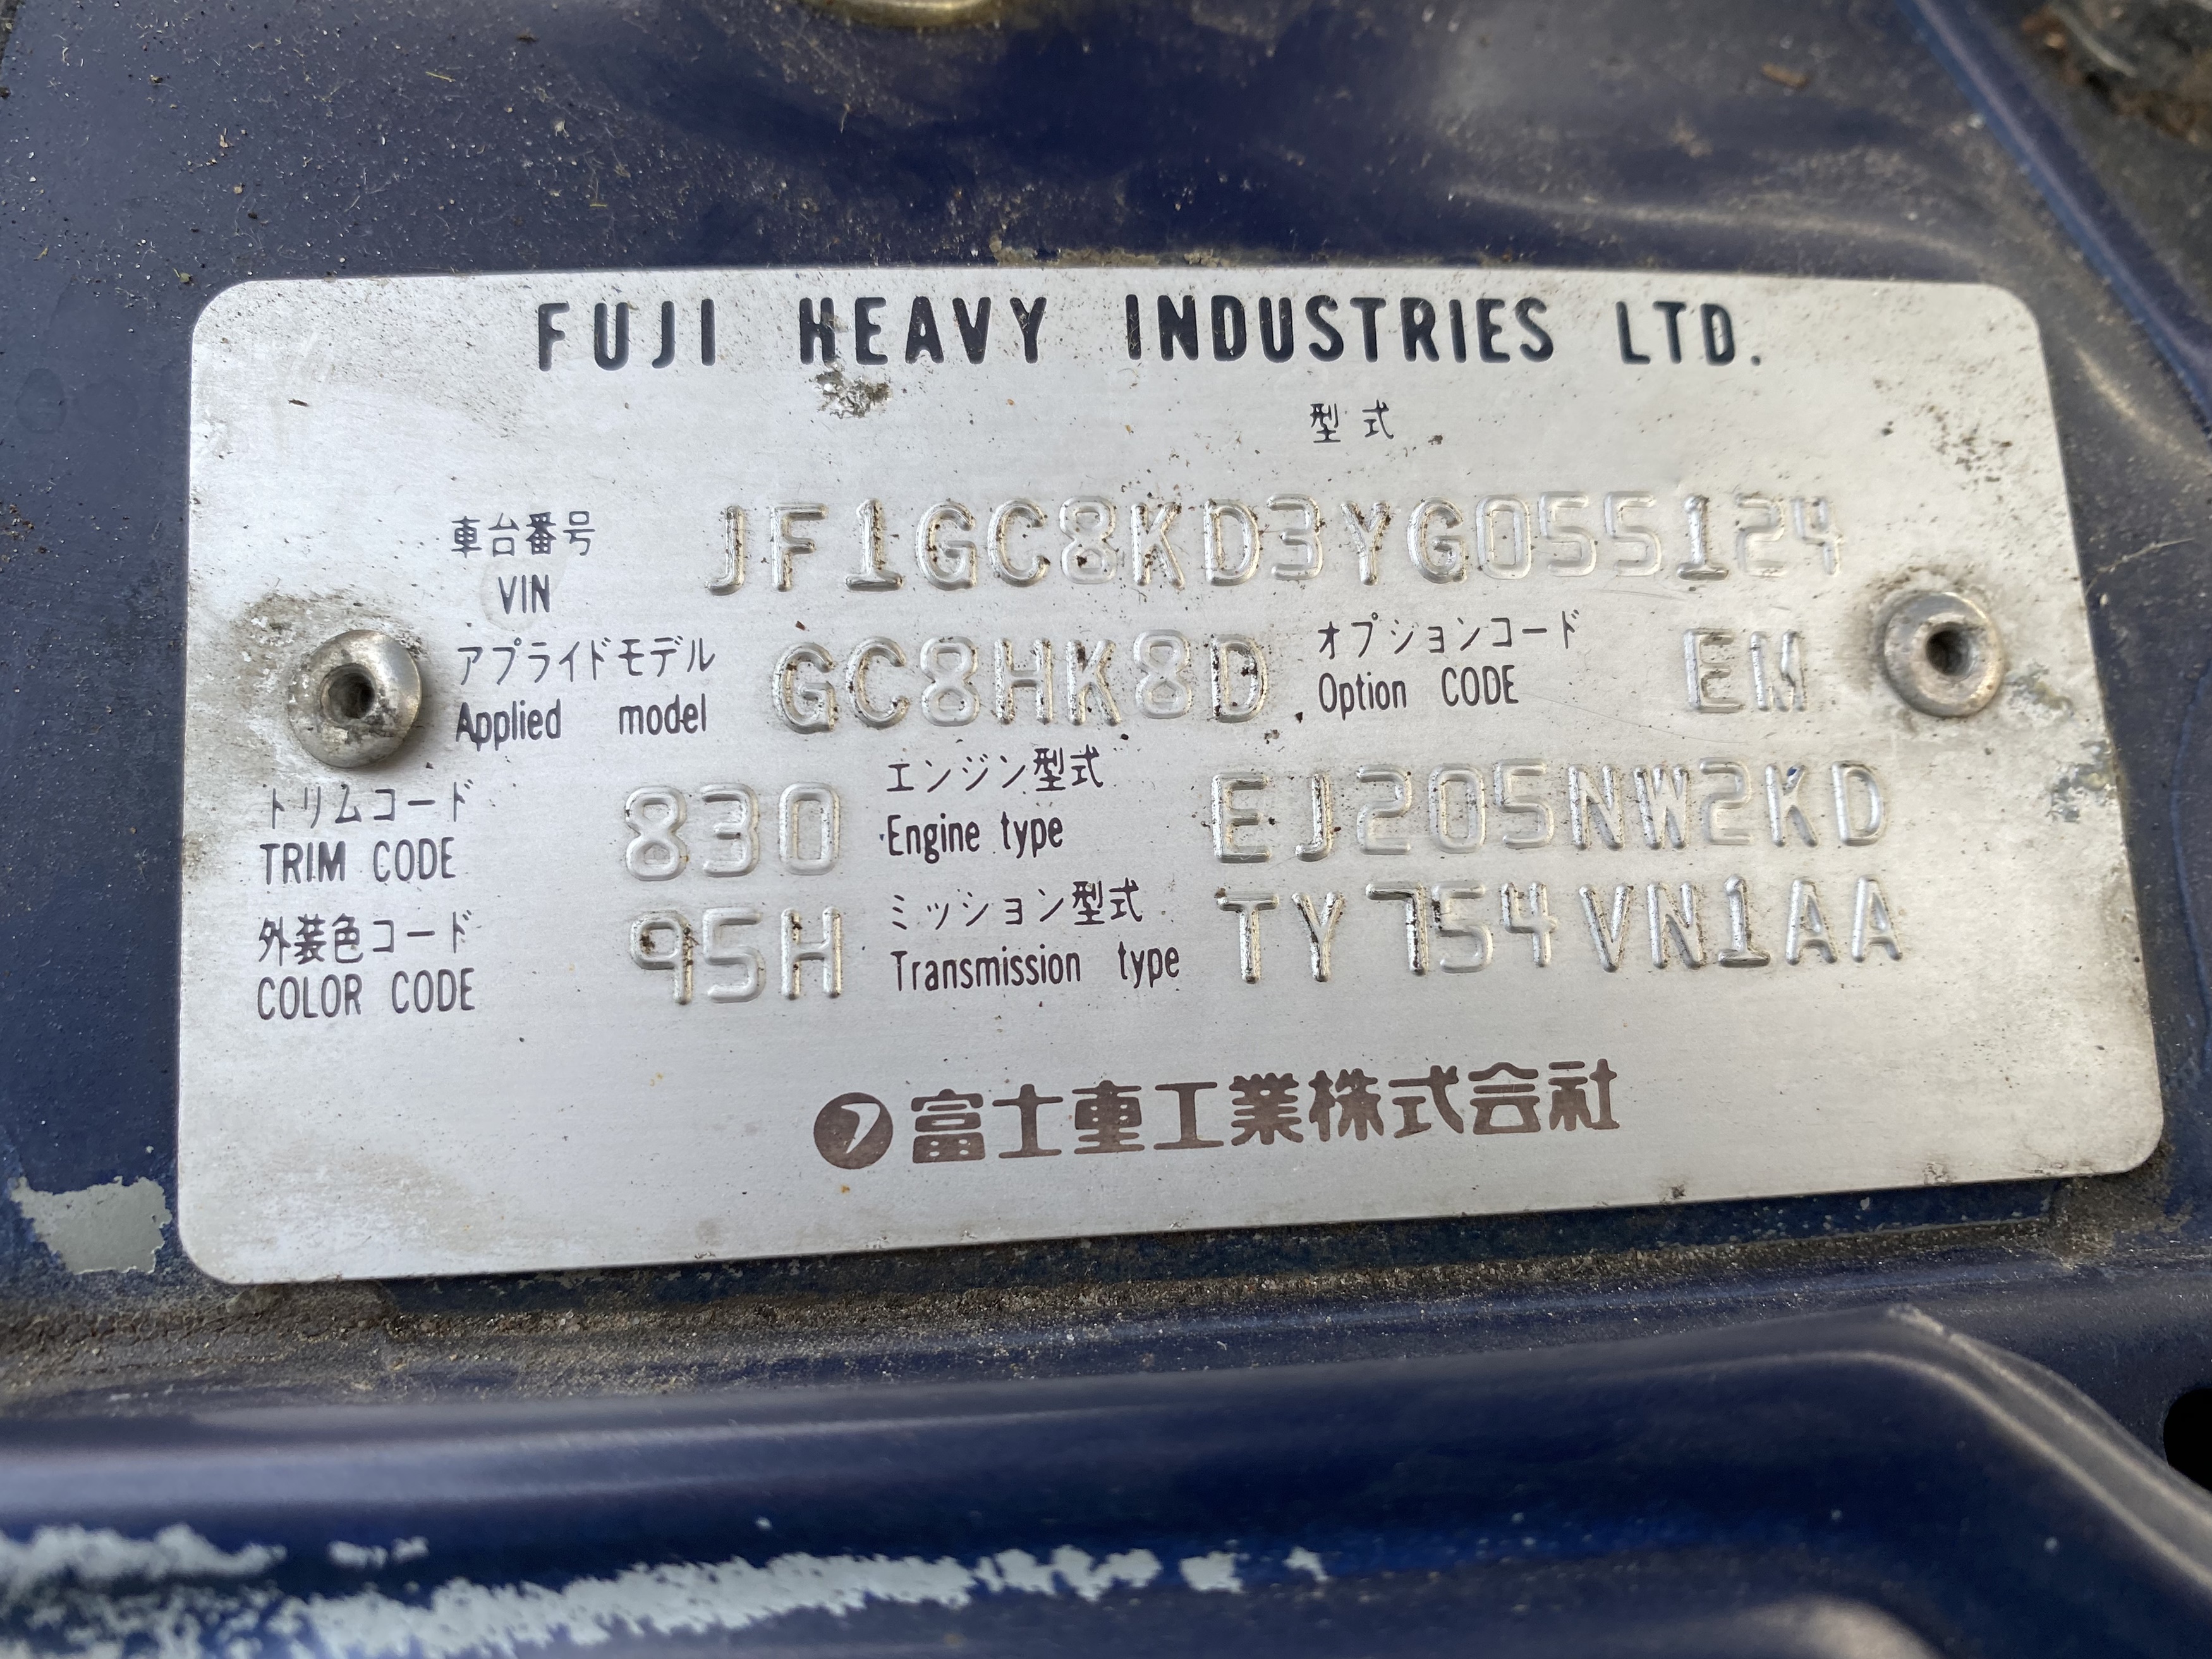 FUJI HEAVY INDUSTRIES LTD.
型式
車台番号
VIN JF1GC8KD3YG055124
アプライドモデル
Applied model GC8HK8D
オプションコード
Option CODE EM
トリムコード
TRIM CODE 830
エンジン型式
Engine type EJ205NW2KD
外装色コード
COLOR CODE 95H
ミッション型式
Transmission type TY754VN1AA
富士重工業株式会社